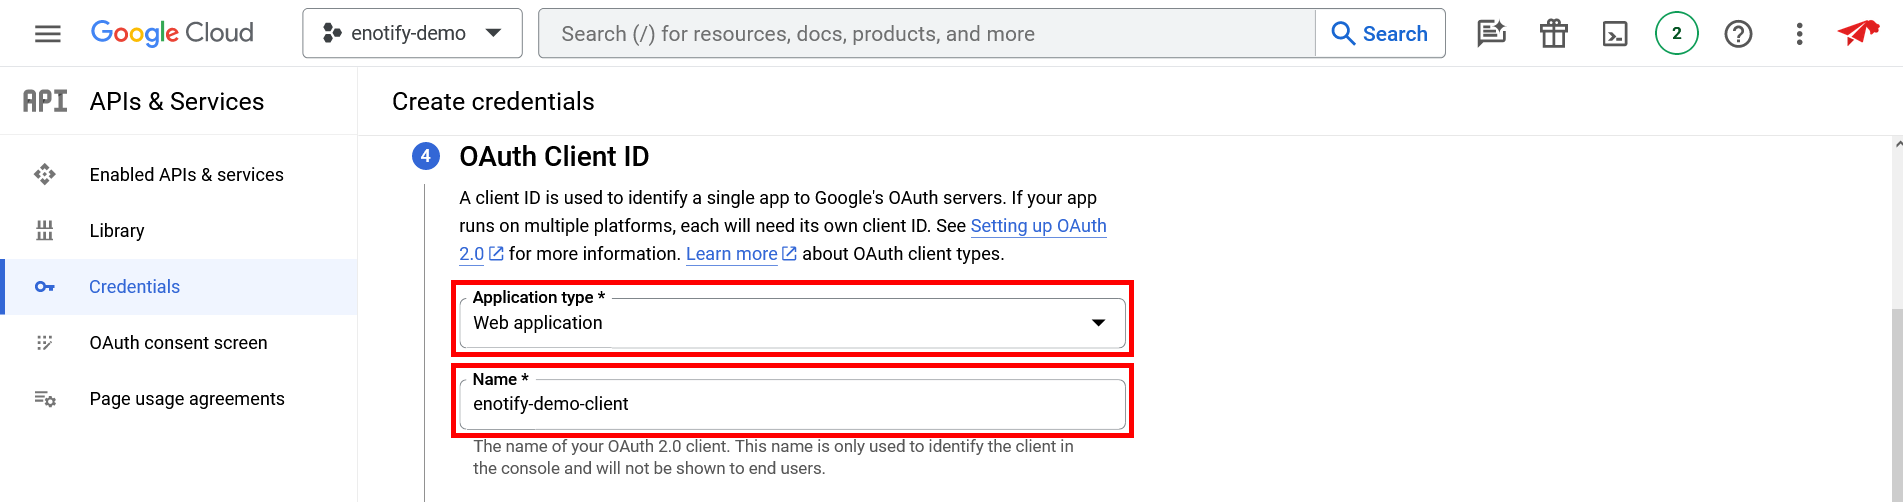 Google Cloud
enotify-demo
Search (/) for resources, docs, products, and more
Search
2
API
APIs & Services
Create credentials
Enabled APIs & services
Library
Credentials
OAuth consent screen
Page usage agreements
4
OAuth Client ID
A client ID is used to identify a single app to Google's OAuth servers. If your app
runs on multiple platforms, each will need its own client ID. See Setting up OAuth
2.0 for more information. Learn more about OAuth client types.
Application type *
Web application
Name *
enotify-demo-client
The name of your OAuth 2.0 client. This name is only used to identify the client in
the console and will not be shown to end users.